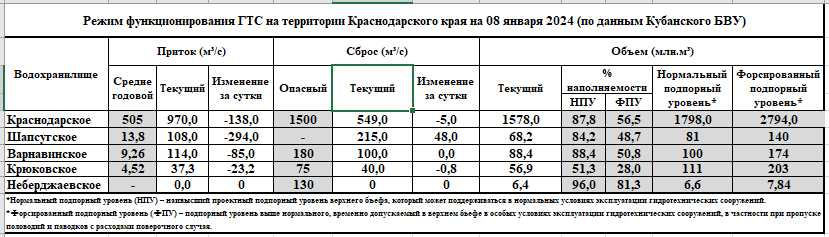 Режим функционирования ГТС на территории Краснодарского края на 08 января 2024 (по данным Кубанского БВУ)
Водохранилище Приток (м³/с) Сброс (м³/с) Объем (млн.м³)
Средне годовой Текущий Изменение за сутки Опасный Текущий Изменение за сутки Текущий % наполняемости Нормальный подпорный уровень* Форсированный подпорный уровень*
НПУ ФПУ
Краснодарское 505 970,0 -138,0 1500 549,0 -5,0 1578,0 87,8 56,5 1798,0 2794,0
Шапсугское 13,8 108,0 -294,0 - 215,0 48,0 68,2 84,2 48,7 81 140
Варнавинское 9,26 114,0 -85,0 180 100,0 0,0 88,4 88,4 50,8 100 174
Крюковское 4,52 37,3 -23,2 75 40,0 -0,8 56,9 51,3 28,0 111 203
Неберджаевское - 0,0 0 130 0 0 6,4 96,0 81,3 6,6 7,84
*Нормальный подпорный уровень (НПУ) – наивысший проектный подпорный уровень верхнего бьефа, который может поддерживаться в нормальных условиях эксплуатации гидротехнических сооружений.
*Форсированный подпорный уровень (ФПУ) – подпорный уровень выше нормального, временно допускаемый в верхнем бьефе в особых условиях эксплуатации гидротехнических сооружений, в частности при пропуске
половодий и паводков с расходами поверочного случая.